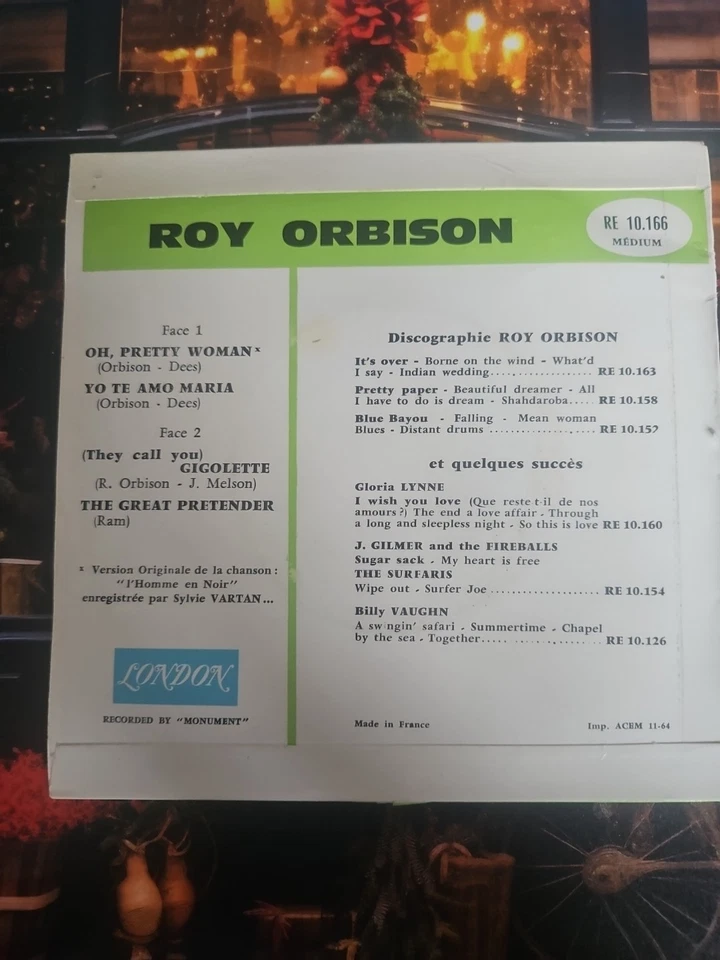 ROY ORBISON
RE 10.166
MÉDIUM
Face 1
OH, PRETTY WOMAN x
(Orbison - Dees)
YO TE AMO MARIA
(Orbison - Dees)
Face 2
(They call you)
GIGOLETTE
(R. Orbison - J. Melson)
THE GREAT PRETENDER
(Ram)
x Version Originale de la chanson :
"l'Homme en Noir"
enregistrée par Sylvie VARTAN...
LONDON
RECORDED BY "MONUMENT"
Discographie ROY ORBISON
It's over - Borne on the wind - What'd
I say - Indian wedding.................... RE 10.163
Pretty paper - Beautiful dreamer - All
I have to do is dream - Shahdaroba..... RE 10.158
Blue Bayou - Falling - Mean woman
Blues - Distant drums .................... RE 10.152
et quelques succès
Gloria LYNNE
I wish you love (Que reste t-il de nos
amours ?) The end a love affair - Through
a long and sleepless night - So this is love RE 10.160
J. GILMER and the FIREBALLS
Sugar sack - My heart is free
THE SURFARIS
Wipe out - Surfer Joe .................... RE 10.154
Billy VAUGHN
A swingin' safari - Summertime - Chapel
by the sea - Together.................... RE 10.126
Made in France
Imp. ACEM 11-64